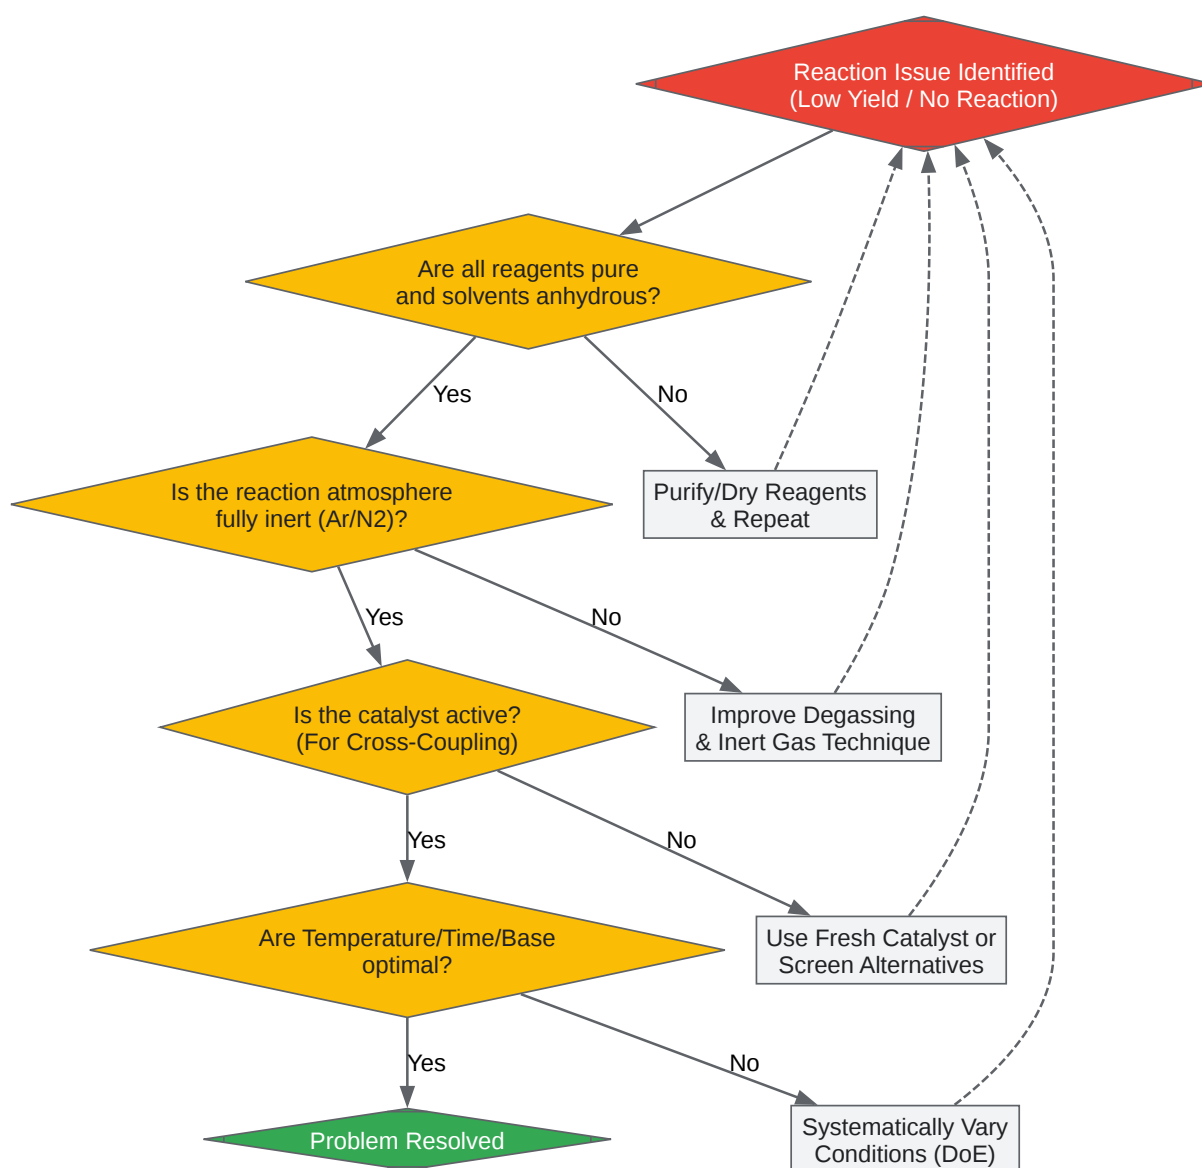 Reaction Issue Identified
(Low Yield / No Reaction)
Are all reagents pure
and solvents anhydrous?
Yes
No
Is the reaction atmosphere
fully inert (Ar/N2)?
Purify/Dry Reagents
& Repeat
Yes
No
Is the catalyst active?
(For Cross-Coupling)
Improve Degassing
& Inert Gas Technique
Yes
No
Are Temperature/Time/Base
optimal?
Use Fresh Catalyst or
Screen Alternatives
Yes
No
Problem Resolved
Systematically Vary
Conditions (DoE)